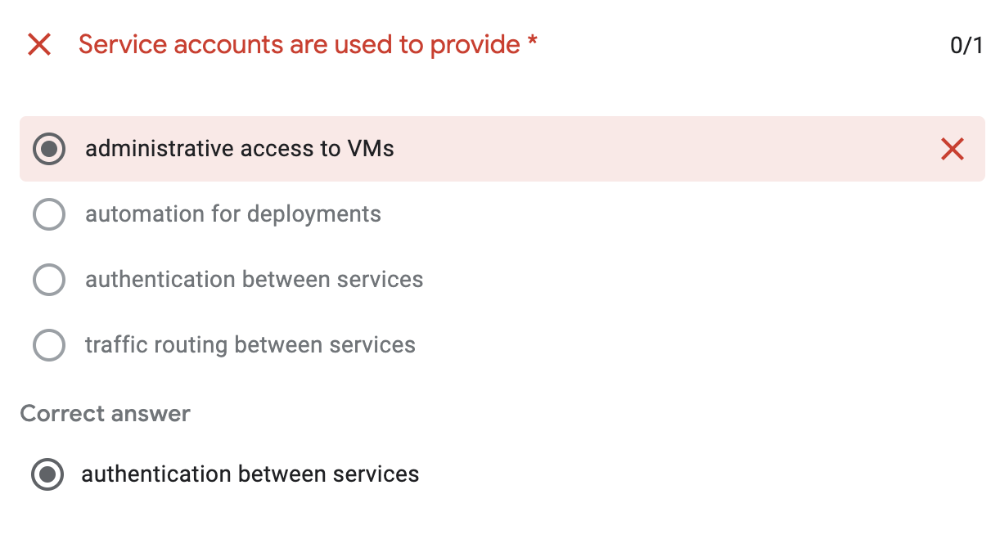 Service accounts are used to provide *
0/1
administrative access to VMs
automation for deployments
authentication between services
traffic routing between services
Correct answer
authentication between services